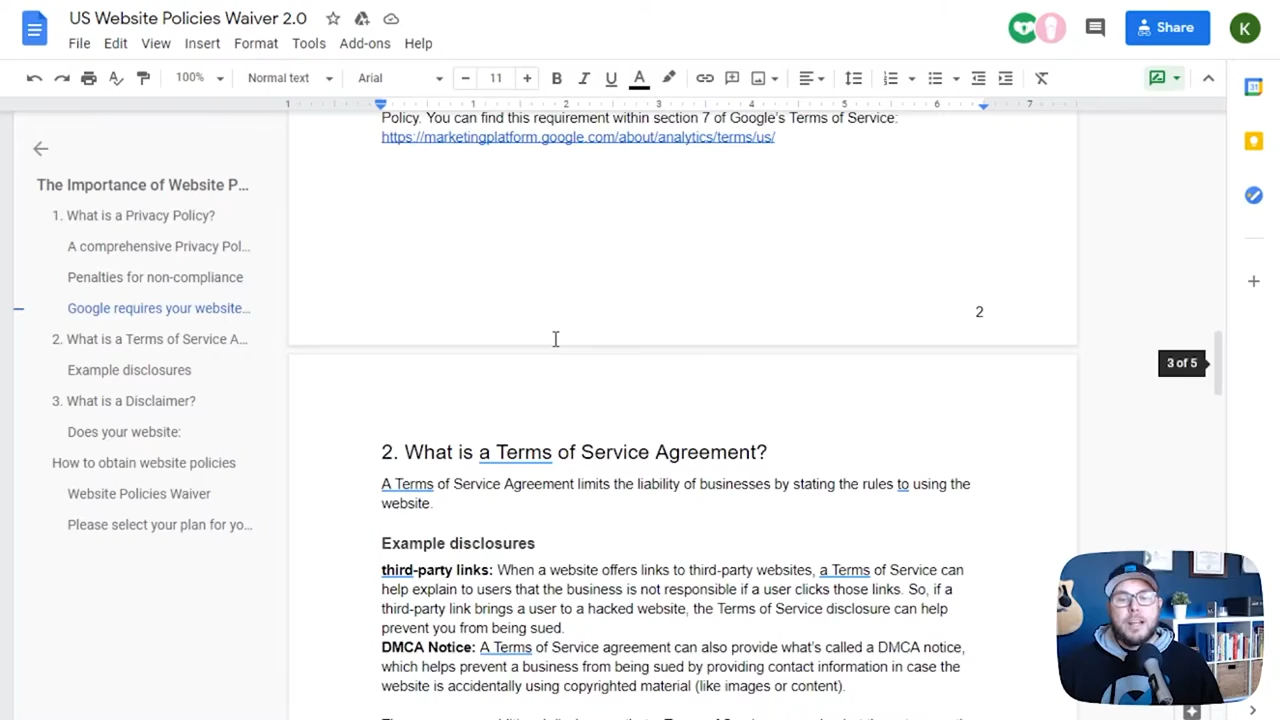 US Website Policies Waiver 2.0
File Edit View Insert Format Tools Add-ons Help
Share
K
100% Normal text Arial 11 B I U A
1 1 2 3 4 5 6 7
31
Policy. You can find this requirement within section 7 of Google's Terms of Service:
https://marketingplatform.google.com/about/analytics/terms/us/
The Importance of Website P...
1. What is a Privacy Policy?
A comprehensive Privacy Pol...
Penalties for non-compliance
Google requires your website...
2. What is a Terms of Service A...
Example disclosures
3. What is a Disclaimer?
Does your website:
How to obtain website policies
Website Policies Waiver
Please select your plan for yo...
2
3 of 5
2. What is a Terms of Service Agreement?
A Terms of Service Agreement limits the liability of businesses by stating the rules to using the
website.
Example disclosures
third-party links: When a website offers links to third-party websites, a Terms of Service can
help explain to users that the business is not responsible if a user clicks those links. So, if a
third-party link brings a user to a hacked website, the Terms of Service disclosure can help
prevent you from being sued.
DMCA Notice: A Terms of Service agreement can also provide what's called a DMCA notice,
which helps prevent a business from being sued by providing contact information in case the
website is accidentally using copyrighted material (like images or content).